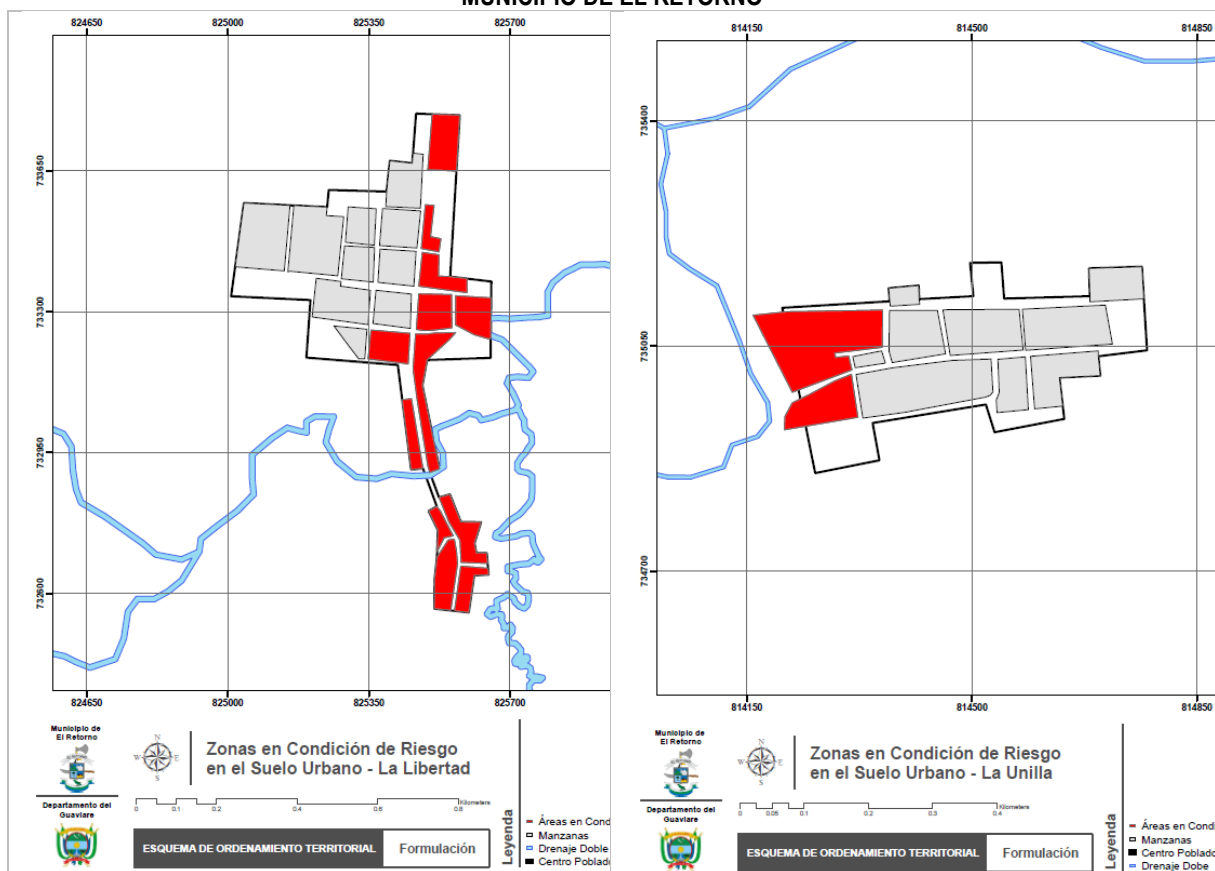 MUNICIPIO DE EL RETORNO
824650 825000 825350 825700
733650
733300
732950
732600
824650 825000 825350 825700
Municipio de
El Retorno
Departamento del
Guaviare
Zonas en Condición de Riesgo
en el Suelo Urbano - La Libertad
0 0.1 0.2 0.4 0.6 0.8
Kilometers
ESQUEMA DE ORDENAMIENTO TERRITORIAL Formulación
Leyenda
Áreas en Cond
Manzanas
Drenaje Doble
Centro Poblado
814150 814500 814850
735400
735050
734700
814150 814500 814850
Municipio de
El Retorno
Departamento del
Guaviare
Zonas en Condición de Riesgo
en el Suelo Urbano - La Unilla
0 0.05 0.1 0.2 0.3 0.4
Kilometers
ESQUEMA DE ORDENAMIENTO TERRITORIAL Formulación
Leyenda
Áreas en Condi
Manzanas
Centro Poblado
Drenaje Dobe